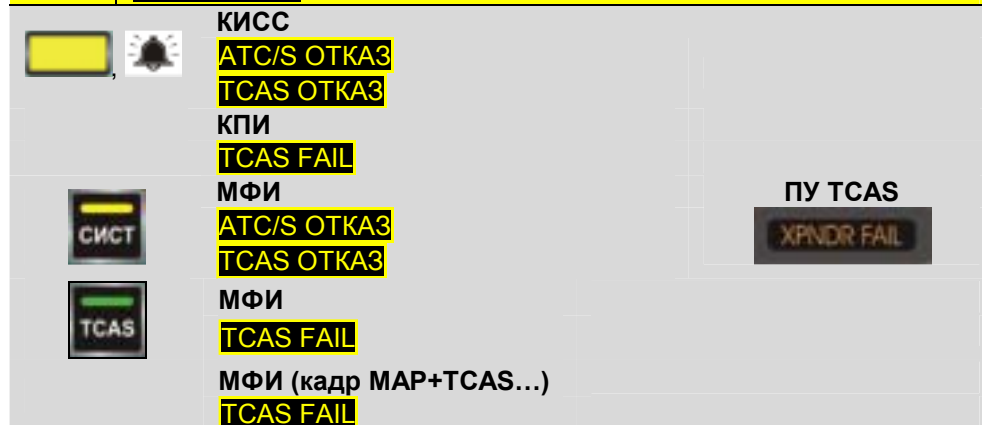 КИСС
ATC/S ОТКАЗ
TCAS ОТКАЗ
КПИ
TCAS FAIL
МФИ
ПУ TCAS
СИСТ
ATC/S ОТКАЗ
XPNDR FAIL
TCAS ОТКАЗ
МФИ
TCAS
TCAS FAIL
МФИ (кадр MAP+TCAS…)
TCAS FAIL